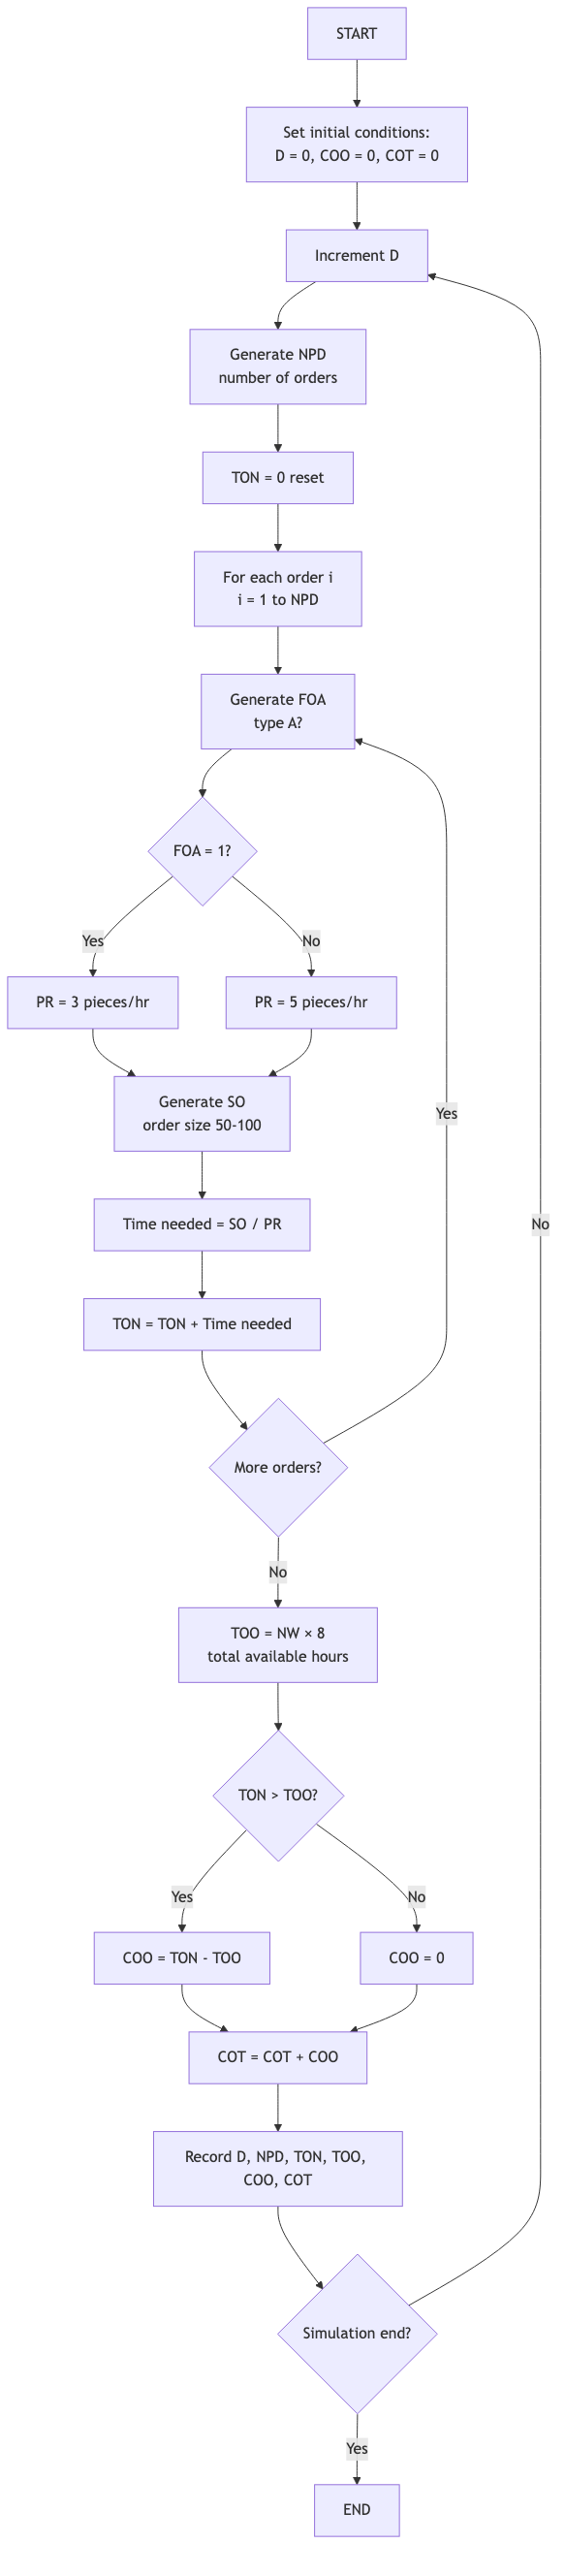 START
Set initial conditions:
D = 0, COO = 0, COT = 0
Increment D
Generate NPD
number of orders
TON = 0 reset
For each order i
i = 1 to NPD
Generate FOA
type A?
FOA = 1?
Yes
No
PR = 3 pieces/hr
PR = 5 pieces/hr
Generate SO
order size 50-100
Yes
Time needed = SO / PR
No
TON = TON + Time needed
More orders?
No
TOO = NW × 8
total available hours
TON > TOO?
Yes
No
COO = TON - TOO
COO = 0
COT = COT + COO
Record D, NPD, TON, TOO,
COO, COT
Simulation end?
Yes
END